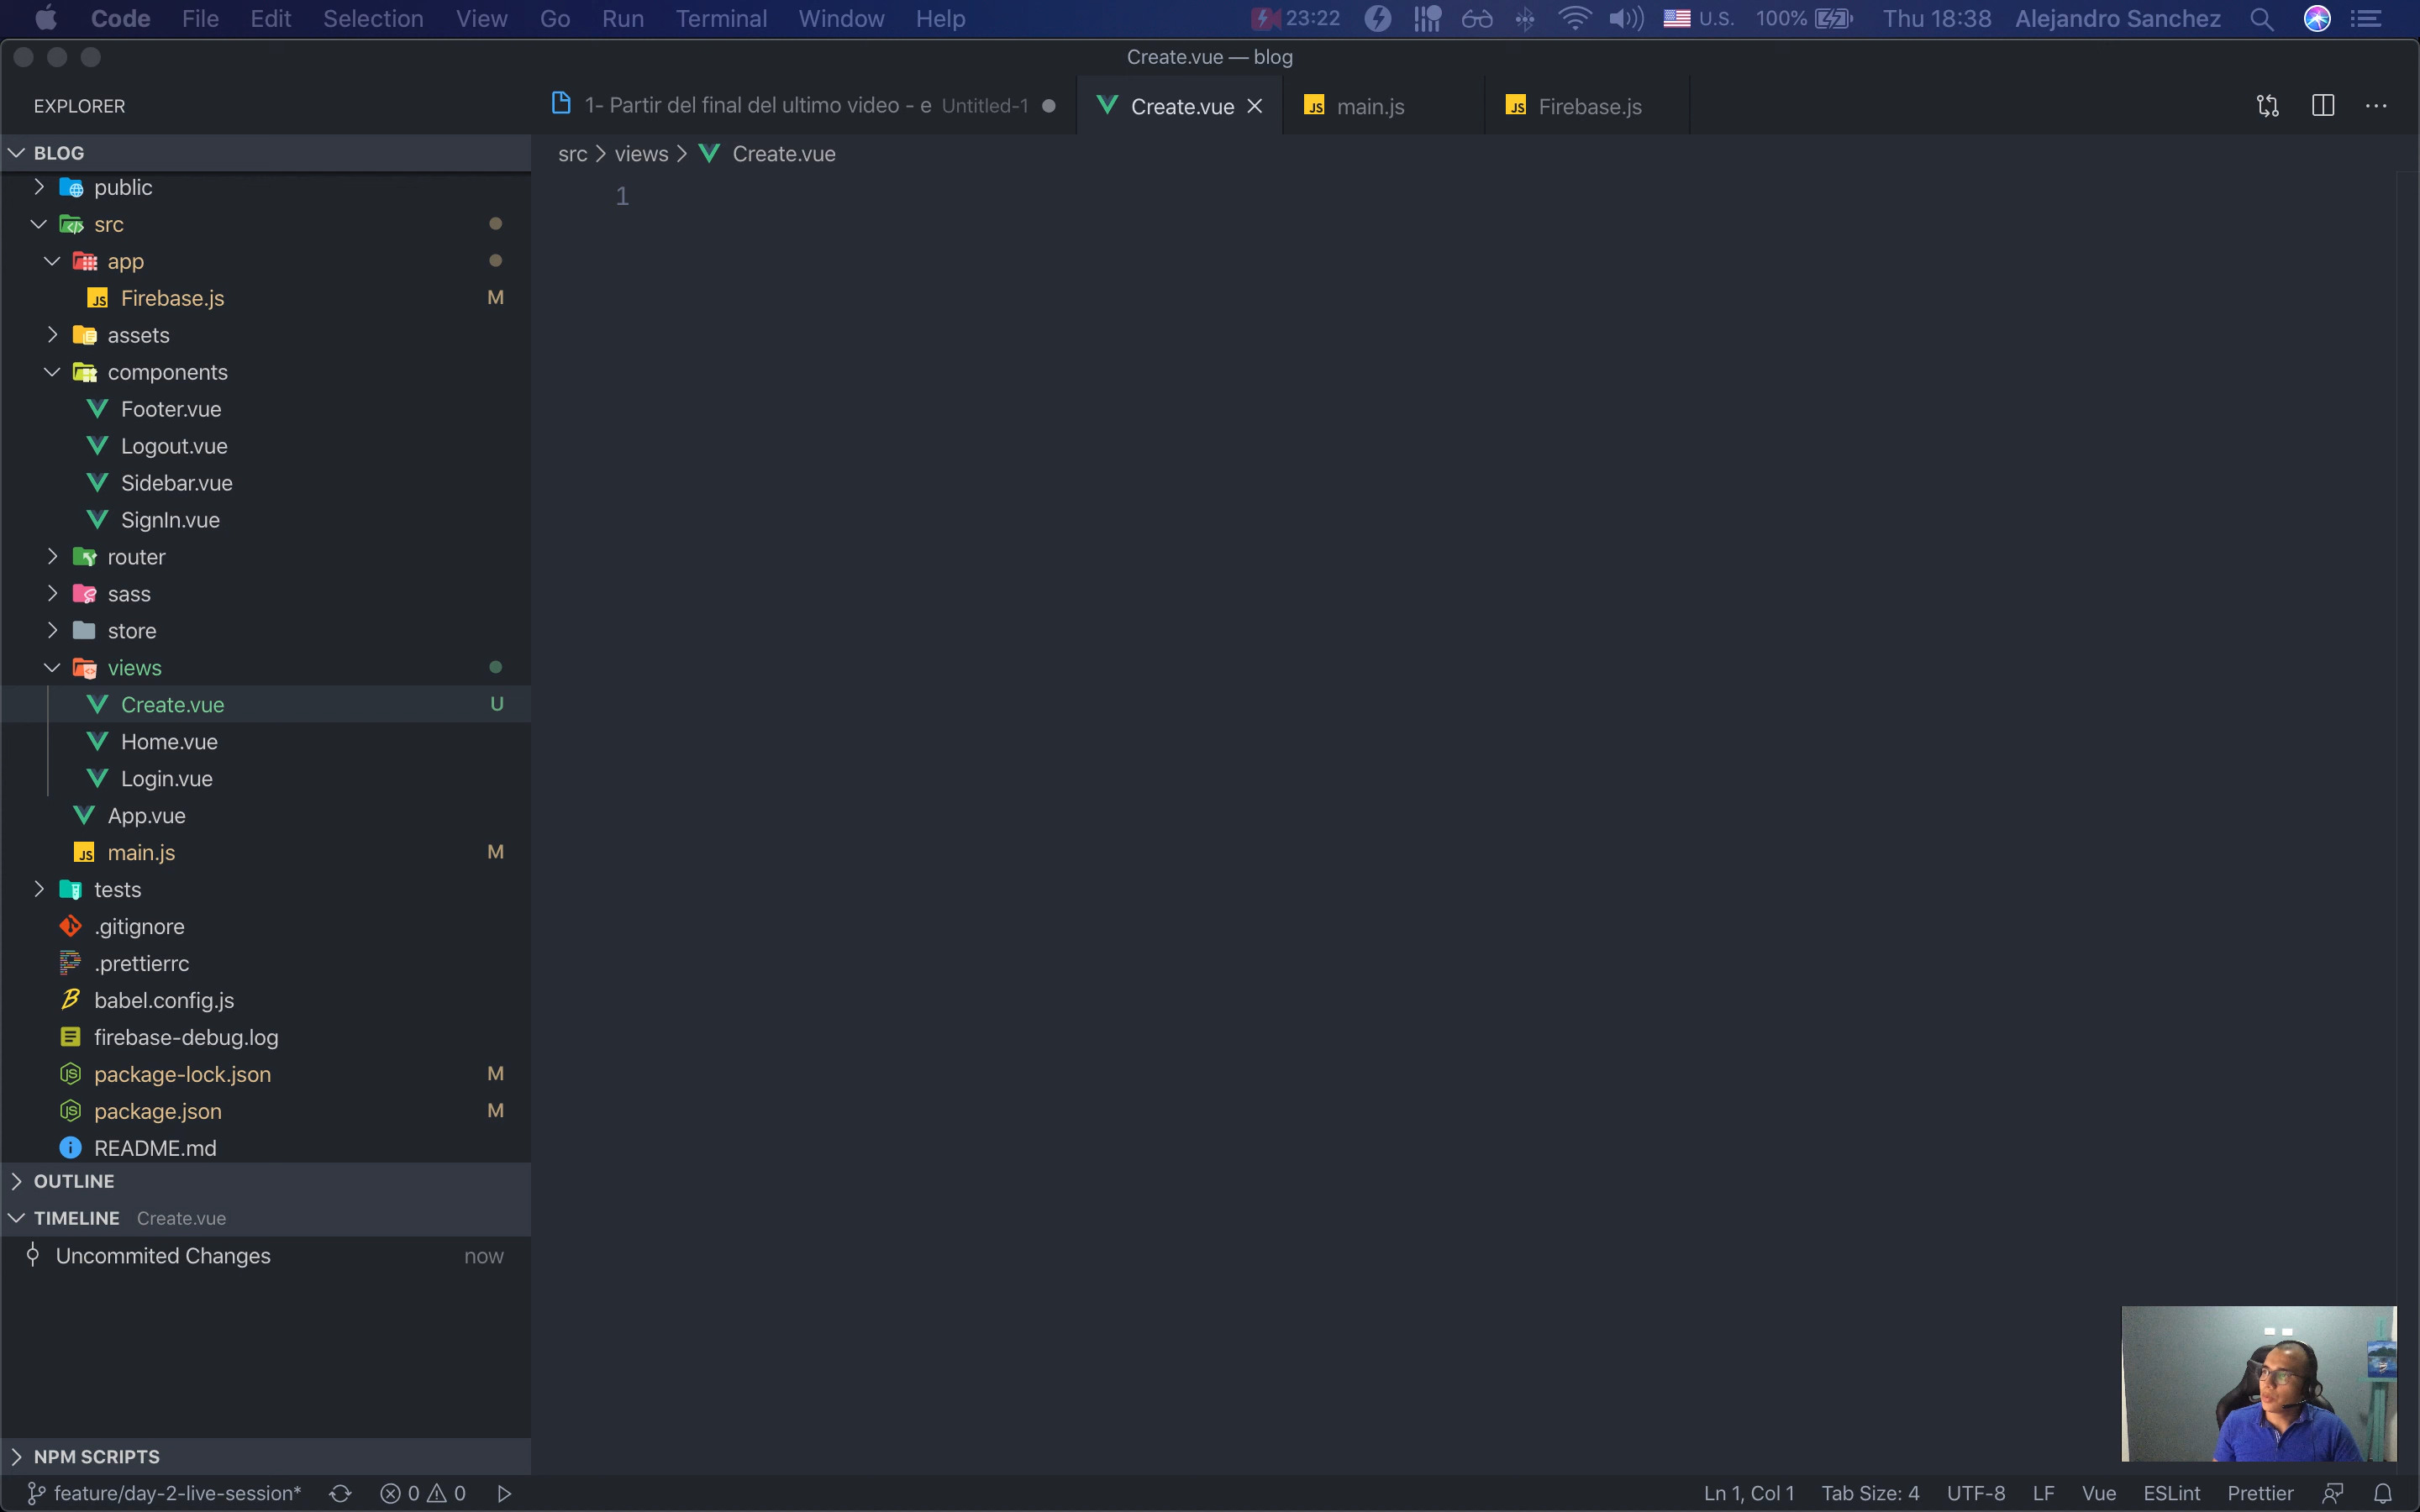 Code File Edit Selection View Go Run Terminal Window Help 23:22 U.S. 100% Thu 18:38 Alejandro Sanchez
Create.vue — blog
EXPLORER
1- Partir del final del ultimo video - e Untitled-1
Create.vue
main.js
Firebase.js
BLOG
src > views > Create.vue
1
public
src
app
Firebase.js M
assets
components
Footer.vue
Logout.vue
Sidebar.vue
SignIn.vue
router
sass
store
views
Create.vue U
Home.vue
Login.vue
App.vue
main.js M
tests
.gitignore
.prettierrc
babel.config.js
firebase-debug.log
package-lock.json M
package.json M
README.md
OUTLINE
TIMELINE Create.vue
Uncommited Changes now
NPM SCRIPTS
feature/day-2-live-session* 0 0 Ln 1, Col 1 Tab Size: 4 UTF-8 LF Vue ESLint Prettier